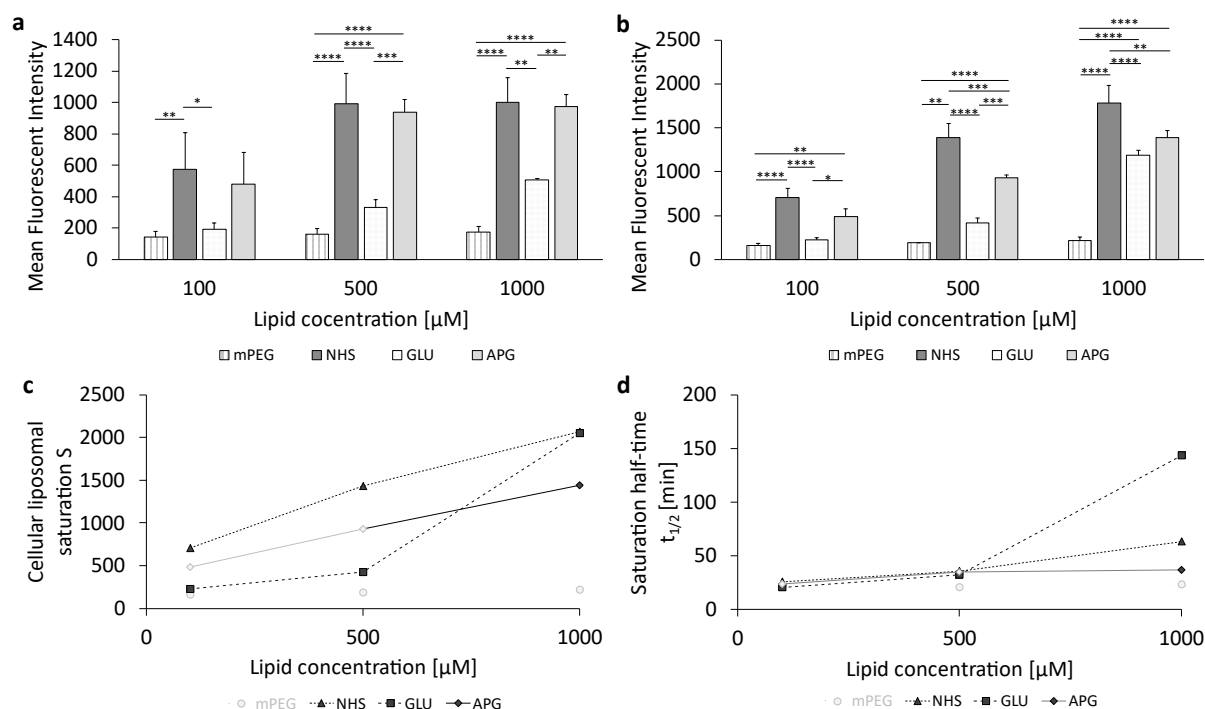 a
1400
1200
1000
800
600
400
200
0
Mean Fluorescent Intensity
**
*
****
****
****
***
****
****
**
**
100
500
1000
Lipid cocentration [µM]
mPEG
NHS
GLU
APG
b
2500
2000
1500
1000
500
0
Mean Fluorescent Intensity
**
****
****
*
****
***
**
***
****
****
****
**
****
****
100
500
1000
Lipid concentration [µM]
mPEG
NHS
GLU
APG
c
2500
2000
1500
1000
500
0
Cellular liposomal
saturation S
0
500
1000
Lipid concentration [µM]
mPEG
NHS
GLU
APG
d
200
150
100
50
0
Saturation half-time
t1/2 [min]
0
500
1000
Lipid concentration [µM]
mPEG
NHS
GLU
APG